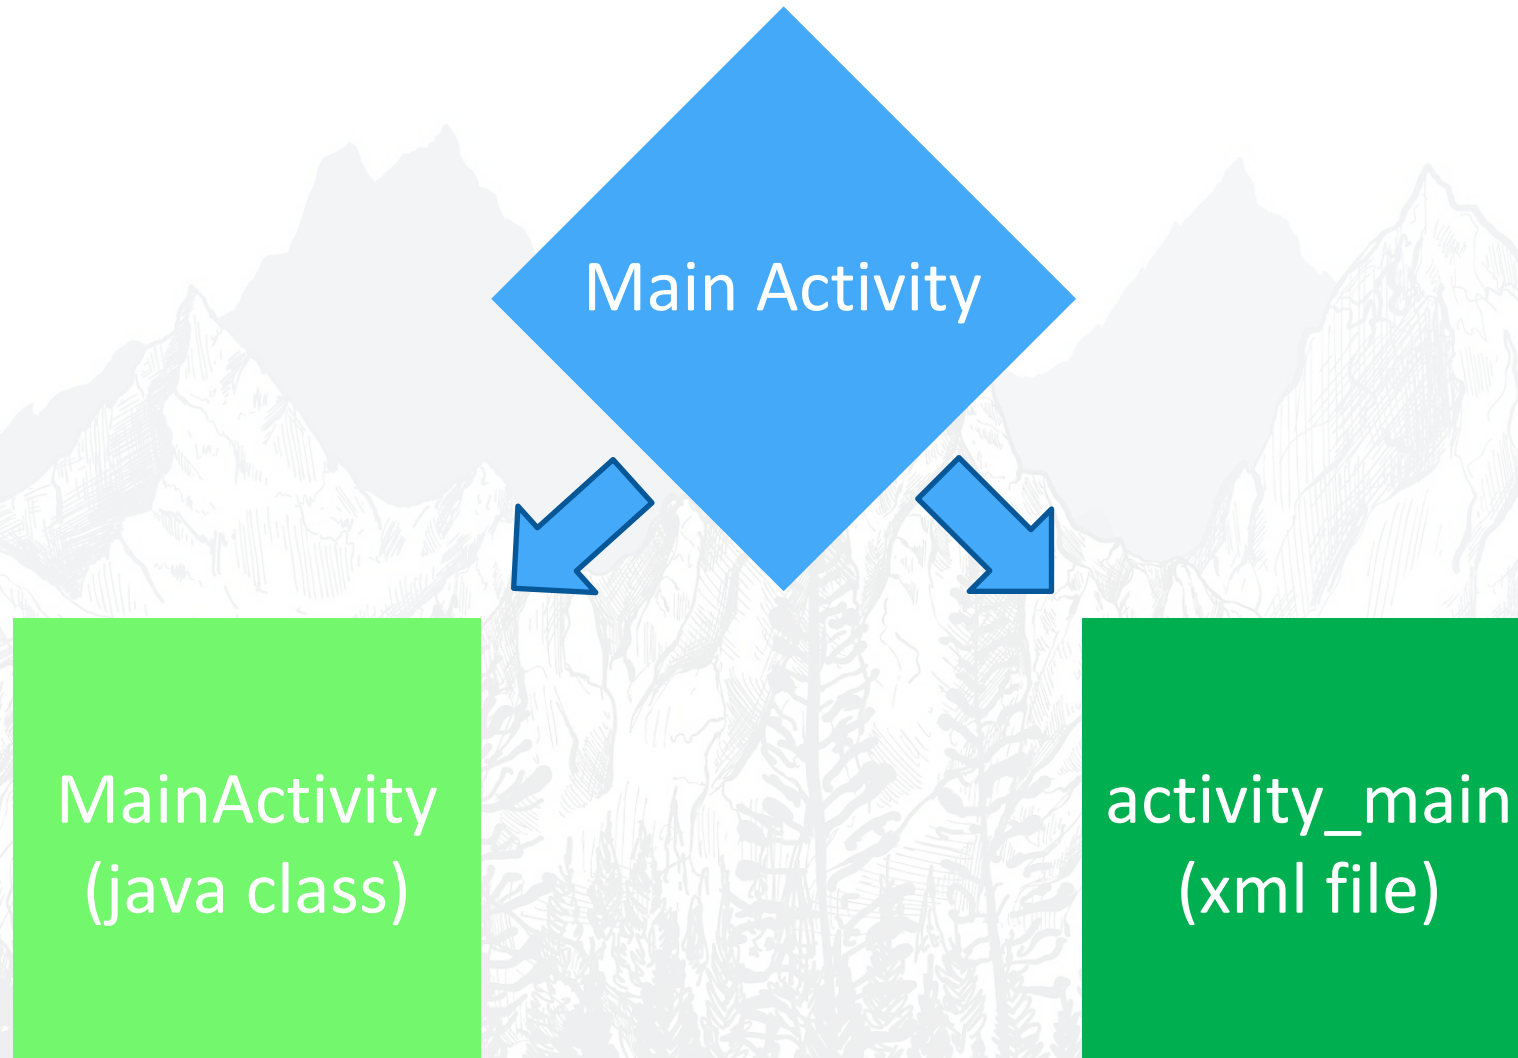 Main Activity
MainActivity
(java class)
activity_main
(xml file)